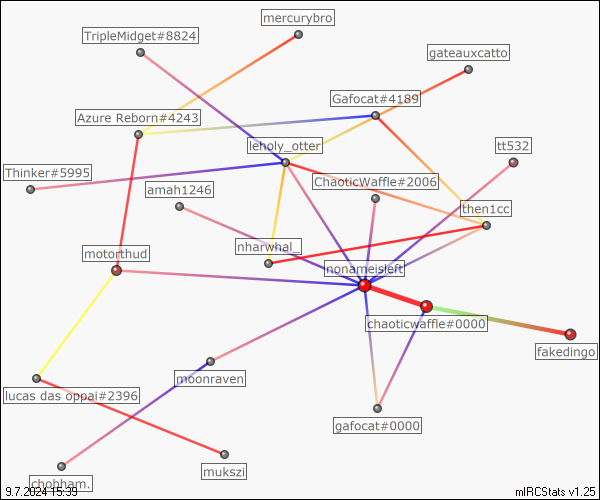 mercurybro
TripleMidget#8824
gateauxcatto
Gafocat#4189
Azure Reborn#4243
leholy_otter
tt532
Thinker#5995
ChaoticWaffle#2006
amah1246
then1cc
nharwhal_
motorthud
nonameisleft
chaoticwaffle#0000
fakedingo
moonraven
lucas das oppai#2396
gafocat#0000
mukszi
chobham.
9.7.2024 15:39
mIRCStats v1.25